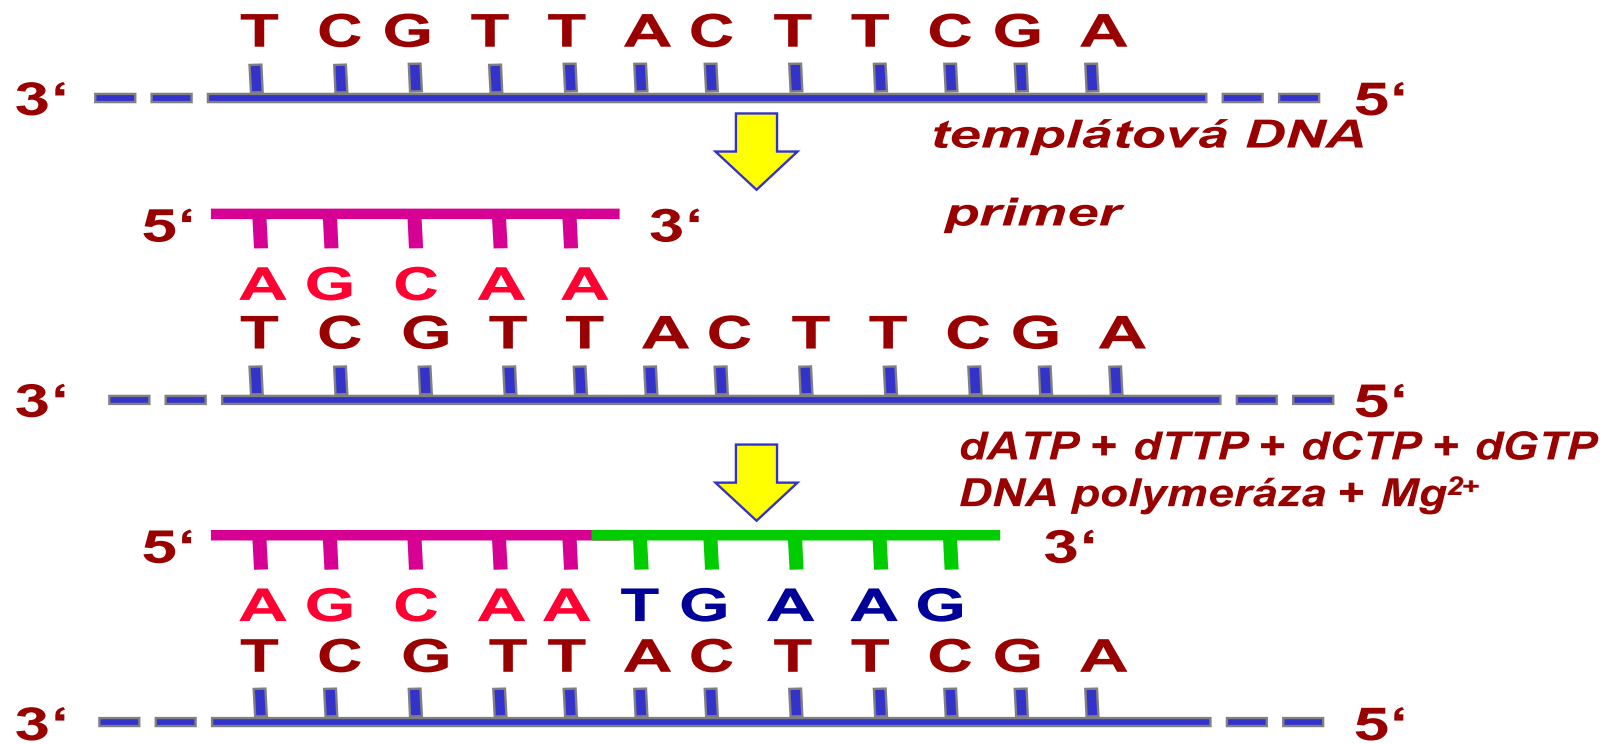 T C G T T A C T T C G A
3‘ 5‘
templátová DNA
primer
5‘ 3‘
A G C A A
T C G T T A C T T C G A
3‘ 5‘
dATP + dTTP + dCTP + dGTP
DNA polymeráza + Mg²⁺
5‘ 3‘
A G C A A T G A A G
T C G T T A C T T C G A
3‘ 5‘